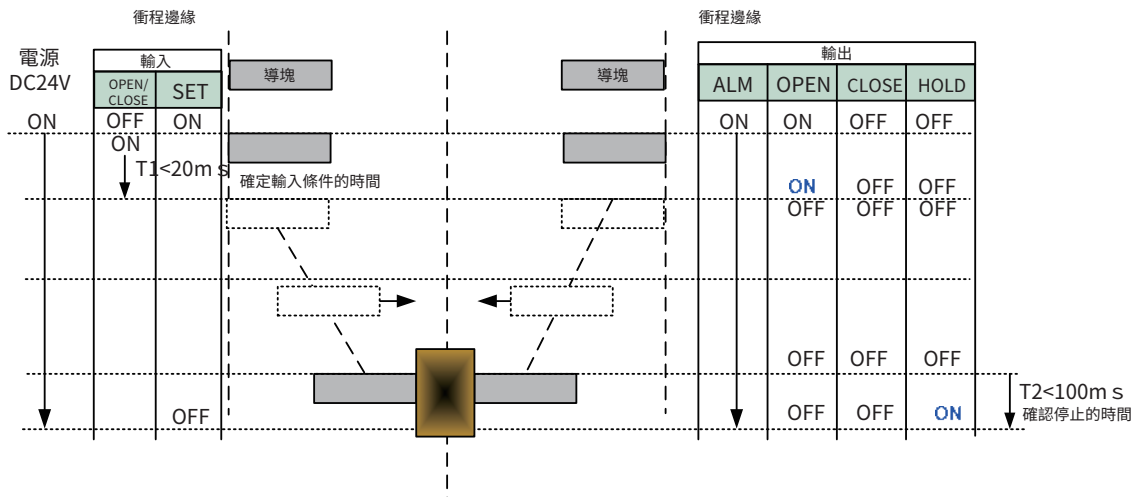 衝程邊緣
衝程邊緣
電源
DC24V
輸入
OPEN/
CLOSE
SET
導塊
導塊
輸出
ALM
OPEN
CLOSE
HOLD
ON
OFF
ON
ON
ON
OFF
OFF
ON
T1<20m s
確定輸入條件的時間
ON
OFF
OFF
OFF
OFF
OFF
OFF
OFF
OFF
T2<100m s
確認停止的時間
OFF
OFF
OFF
ON